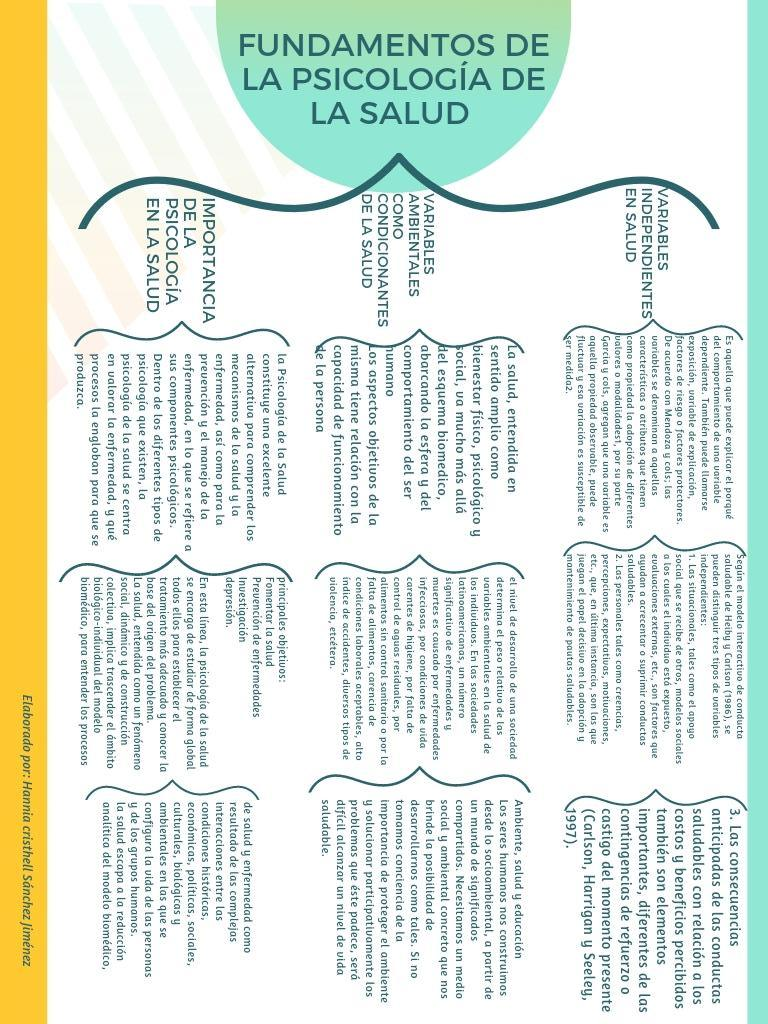 FUNDAMENTOS DE
LA PSICOLOGÍA DE
LA SALUD
VARIABLES
INDEPENDIENTES
EN SALUD
Es aquella que puede explicar el porqué
del comportamiento de una variable
dependiente. También puede llamarse
exposición, variable de explicación,
factores de riesgo o factores protectores.
De acuerdo con Mendoza y cols; las
variables se denominan a aquellas
características o atributos que tienen
como propiedad la adopción de diferentes
valores o modalidades1, por su parte
García y cols, agregan que una variable es
aquella propiedad observable, puede
fluctuar y esa variación es susceptible de
ser medida2.
Según el modelo interactivo de conducta
saludable de Heiby y Carlson (1986), se
pueden distinguir tres tipos de variables
independientes:
1. Las situacionales, tales como el apoyo
social que se recibe de otros, modelos sociales
a los cuales el individuo está expuesto,
evaluaciones externas, etc., son factores que
ayudan a acrecentar o suprimir conductas
saludables.
2. Las personales tales como creencias,
percepciones, expectativas, motivaciones,
etc., que, en última instancia, son las que
juegan el papel decisivo en la adopción y
mantenimiento de pautas saludables.
3. Las consecuencias
anticipadas de las conductas
saludables con relación a los
costos y beneficios percibidos
también son elementos
importantes, diferentes de las
contingencias de refuerzo o
castigo del momento presente
(Carlson, Harrigan y Seeley,
1997).
VARIABLES
AMBIENTALES
COMO
CONDICIONANTES
DE LA SALUD
La salud, entendida en
sentido amplio como
bienestar físico, psicológico y
social, va mucho más allá
del esquema biomedico,
abarcando la esfera y del
comportamiento del ser
humano
Los aspectos objetivos de la
misma tiene relación con la
capacidad de funcionamiento
de la persona
el nivel de desarrollo de una sociedad
determina el peso relativo de las
variables ambientales en la salud de
los individuos. En las sociedades
latinoamericanas, un número
significativo de enfermedades y
muertes es causado por enfermedades
infecciosas, por condiciones de vida
carentes de higiene, por falta de
control de aguas residuales, por
alimentos sin control sanitario o por la
falta de alimentos, carencia de
condiciones laborales aceptables, alto
índice de accidentes, diversos tipos de
violencia, etcétera.
Ambiente, salud y educación
Los seres humanos nos construimos
desde lo socioambiental, a partir de
un mundo de significados
compartidos. Necesitamos un medio
social y ambiental concreto que nos
brinde la posibilidad de
desarrollarnos como tales. Si no
tomamos conciencia de la
importancia de proteger el ambiente
y solucionar participativamente los
problemas que éste padece, será
difícil alcanzar un nivel de vida
saludable.
IMPORTANCIA
DE LA
PSICOLOGÍA
EN LA SALUD
la Psicología de la Salud
constituye una excelente
alternativa para comprender los
mecanismos de la salud y la
enfermedad, así como para la
prevención y el manejo de la
enfermedad, en lo que se refiere a
sus componentes psicológicos.
Dentro de los diferentes tipos de
psicología que existen, la
psicología de la salud se centra
en valorar la enfermedad, y qué
procesos la engloban para que se
produzca.
principales objetivos:
Fomentar la salud
Prevención de enfermedades
Investigación
depresión.
En esta línea, la psicología de la salud
se encarga de estudiar de forma global
todos ellos para establecer el
tratamiento más adecuado y conocer la
base del origen del problema.
la salud, entendida como un fenómeno
social, dinámico y de construcción
colectiva, implica trascender el ámbito
biológico-individual del modelo
biomédico, para entender los procesos
de salud y enfermedad como
resultado de las complejas
interacciones entre las
condiciones históricas,
económicas, políticas, sociales,
culturales, biológicas y
ambientales en las que se
configura la vida de las personas
y de los grupos humanos.
la salud escapa a la reducción
analítica del modelo biomédico,
Elaborado por: Hannia cristhell Sánchez Jiménez